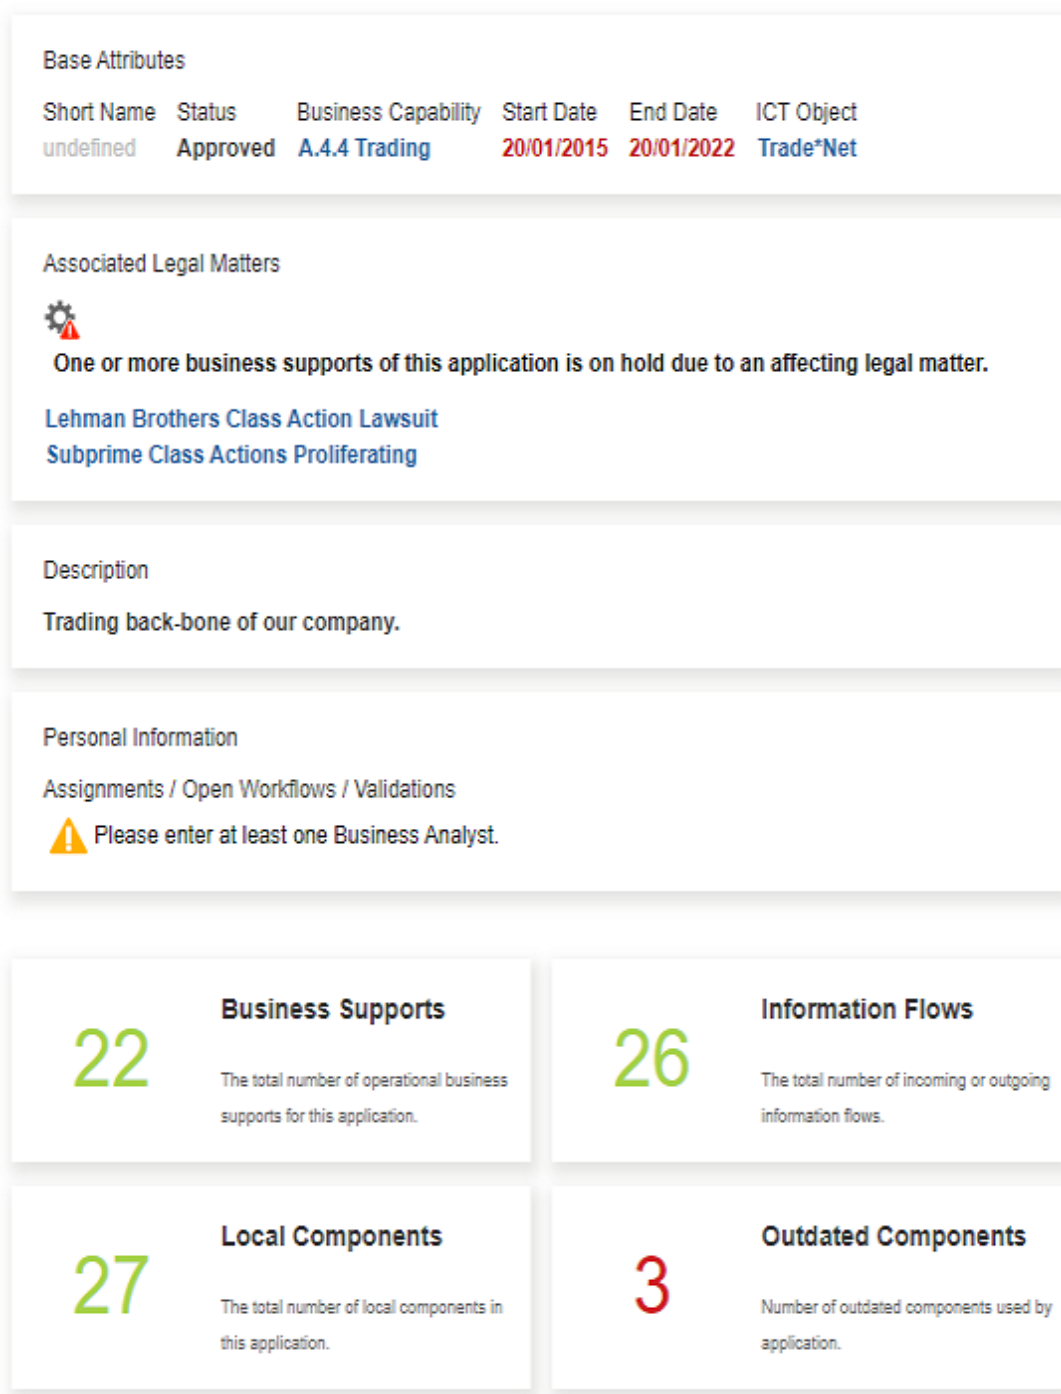 Base Attributes
Short Name Status Business Capability Start Date End Date ICT Object
undefined Approved A.4.4 Trading 20/01/2015 20/01/2022 Trade*Net
Associated Legal Matters
One or more business supports of this application is on hold due to an affecting legal matter.
Lehman Brothers Class Action Lawsuit
Subprime Class Actions Proliferating
Description
Trading back-bone of our company.
Personal Information
Assignments / Open Workflows / Validations
Please enter at least one Business Analyst.
22
Business Supports
The total number of operational business
supports for this application.
26
Information Flows
The total number of incoming or outgoing
information flows.
27
Local Components
The total number of local components in
this application.
3
Outdated Components
Number of outdated components used by
application.